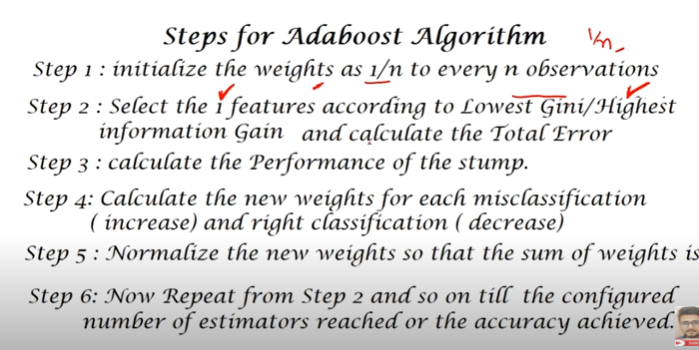 Steps for Adaboost Algorithm 1/n
Step 1 : initialize the weights as 1/n to every n observations
Step 2 : Select the 1 features according to Lowest Gini/Highest
information Gain and calculate the Total Error
Step 3 : calculate the Performance of the stump.
Step 4: Calculate the new weights for each misclassification
( increase) and right classification ( decrease)
Step 5 : Normalize the new weights so that the sum of weights is
Step 6: Now Repeat from Step 2 and so on till the configured
number of estimators reached or the accuracy achieved.